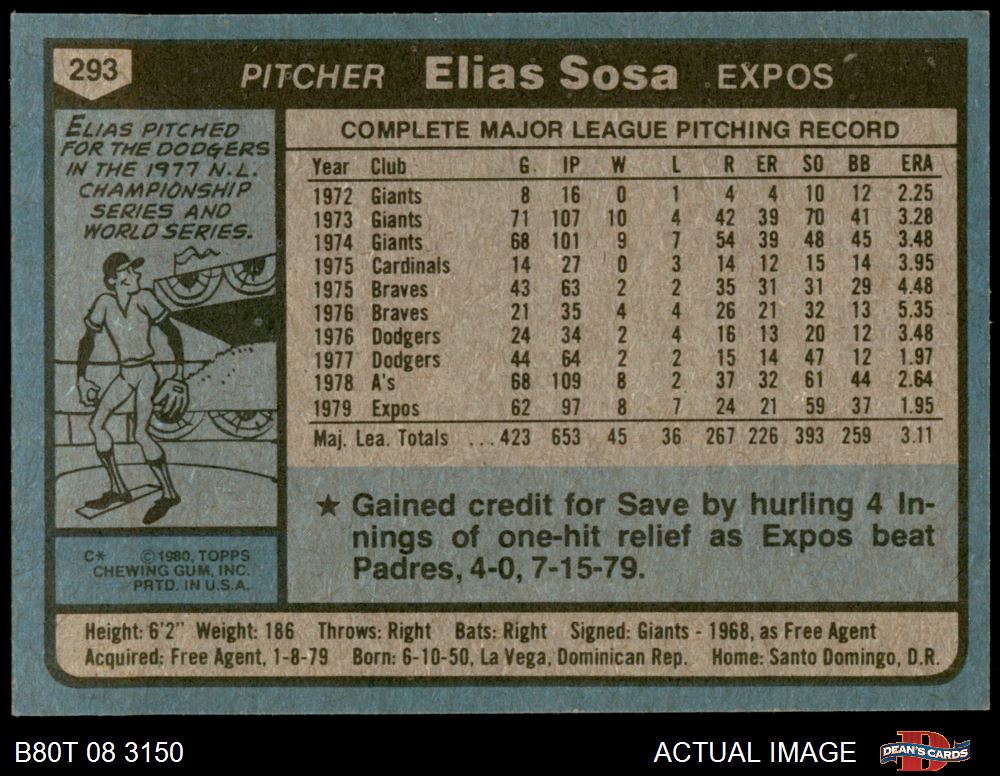 293 PITCHER Elias Sosa EXPOS
ELIAS PITCHED
FOR THE DODGERS
IN THE 1977 N.L.
CHAMPIONSHIP
SERIES AND
WORLD SERIES.
COMPLETE MAJOR LEAGUE PITCHING RECORD
Year Club G. IP W L R ER SO BB ERA
1972 Giants 8 16 0 1 4 4 10 12 2.25
1973 Giants 71 107 10 4 42 39 70 41 3.28
1974 Giants 68 101 9 7 54 39 48 45 3.48
1975 Cardinals 14 27 0 3 14 12 15 14 3.95
1975 Braves 43 63 2 2 35 31 31 29 4.48
1976 Braves 21 35 4 4 26 21 32 13 5.35
1976 Dodgers 24 34 2 4 16 13 20 12 3.48
1977 Dodgers 44 64 2 2 15 14 47 12 1.97
1978 A's 68 109 8 2 37 32 61 44 2.64
1979 Expos 62 97 8 7 24 21 59 37 1.95
Maj. Lea. Totals ...423 653 45 36 267 226 393 259 3.11
★ Gained credit for Save by hurling 4 In-
nings of one-hit relief as Expos beat
Padres, 4-0, 7-15-79.
C* © 1980, TOPPS
CHEWING GUM, INC.
PRTD. IN U.S.A.
Height: 6'2" Weight: 186 Throws: Right Bats: Right Signed: Giants - 1968, as Free Agent
Acquired: Free Agent, 1-8-79 Born: 6-10-50, La Vega, Dominican Rep. Home: Santo Domingo, D.R.
B80T 08 3150 ACTUAL IMAGE DEAN'S CARDS